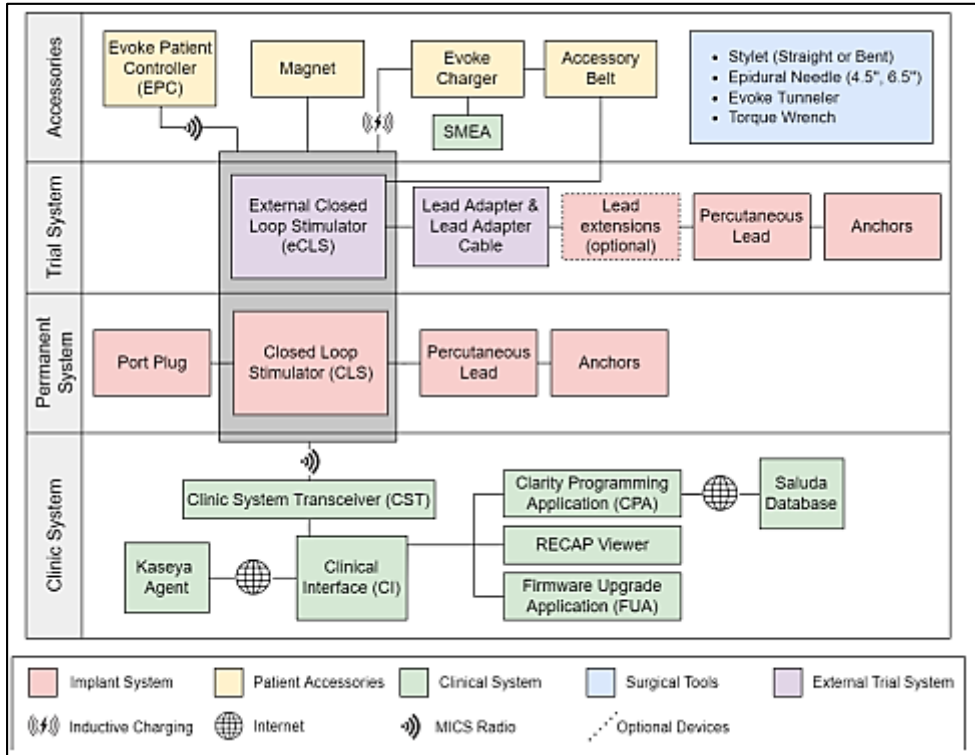 Accessories
Evoke Patient
Controller
(EPC)
Magnet
Evoke
Charger
Accessory
Belt
SMEA
• Stylet (Straight or Bent)
• Epidural Needle (4.5", 6.5")
• Evoke Tunneler
• Torque Wrench
Trial System
External Closed
Loop Stimulator
(eCLS)
Lead Adapter &
Lead Adapter
Cable
Lead
extensions
(optional)
Percutaneous
Lead
Anchors
Permanent
System
Port Plug
Closed Loop
Stimulator (CLS)
Percutaneous
Lead
Anchors
Clinic System
Clinic System Transceiver (CST)
Clarity Programming
Application (CPA)
Saluda
Database
Kaseya
Agent
Clinical
Interface (CI)
RECAP Viewer
Firmware Upgrade
Application (FUA)
Implant System
Patient Accessories
Clinical System
Surgical Tools
External Trial System
Inductive Charging
Internet
MICS Radio
Optional Devices